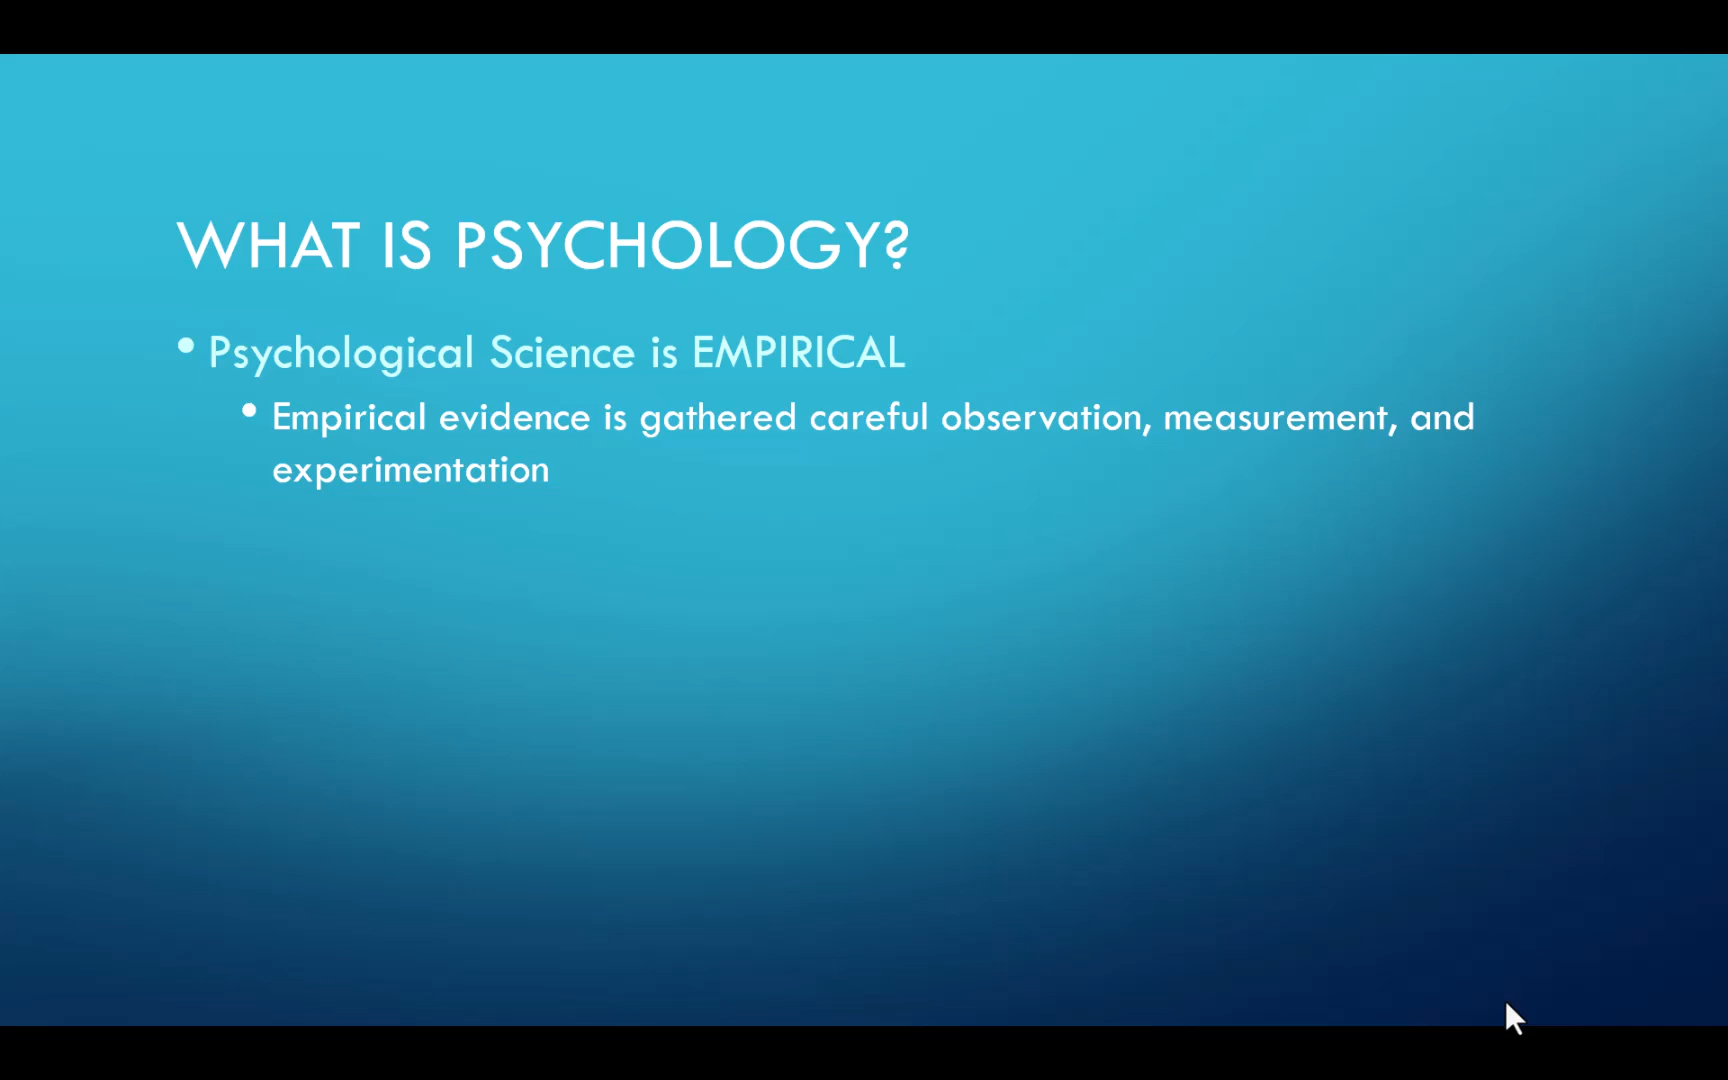 WHAT IS PSYCHOLOGY?
• Psychological Science is EMPIRICAL
• Empirical evidence is gathered careful observation, measurement, and
experimentation